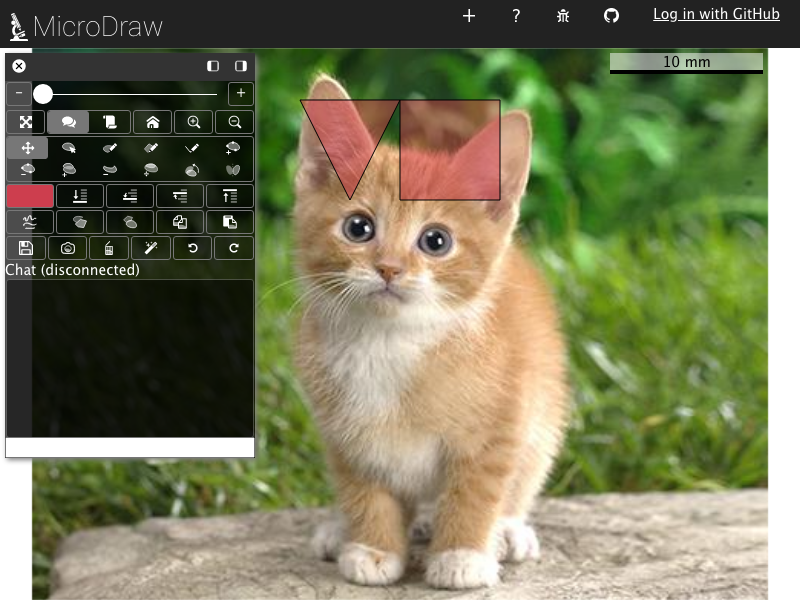 MicroDraw
+
?
Log in with GitHub
10 mm
−
+
Chat (disconnected)